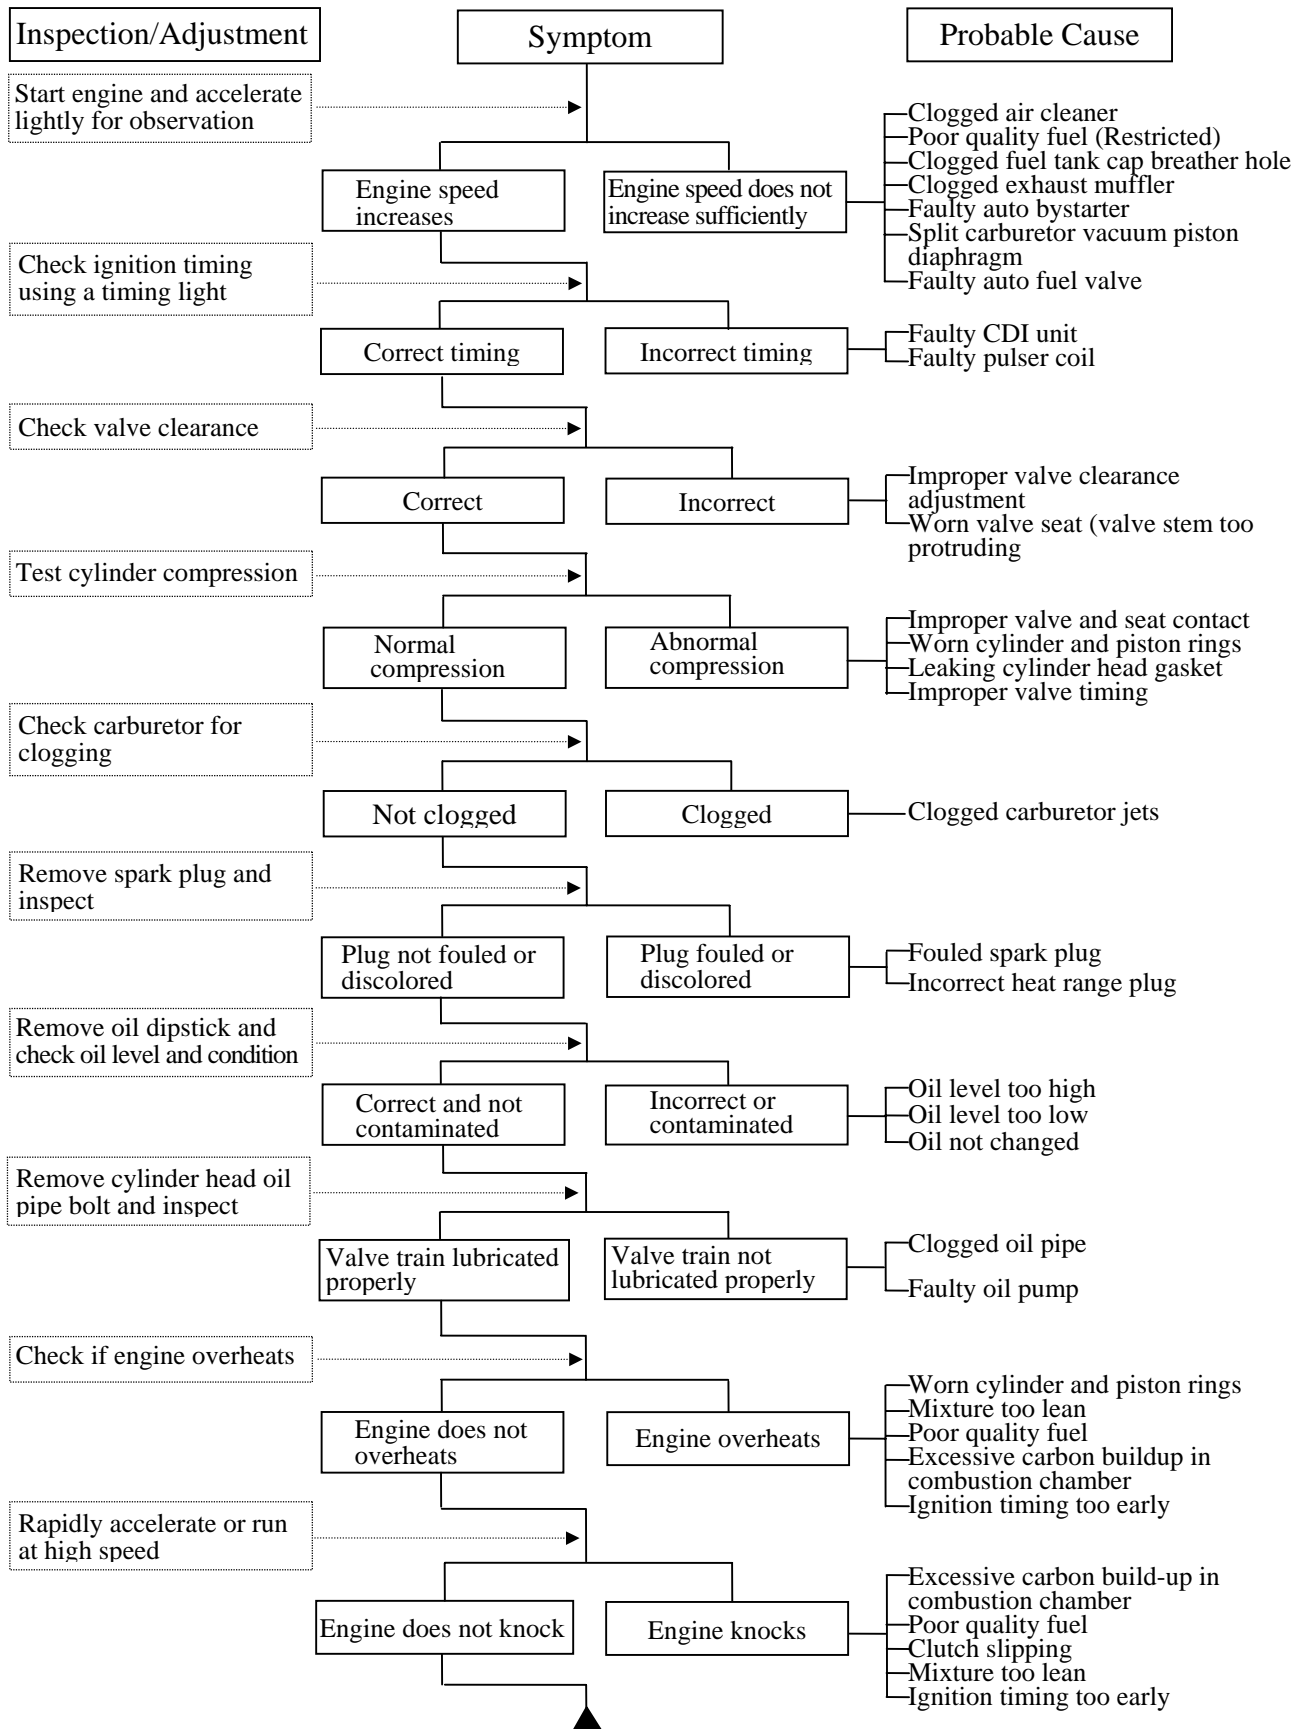 Inspection/Adjustment
Symptom
Probable Cause
Start engine and accelerate
lightly for observation
Clogged air cleaner
Poor quality fuel (Restricted)
Clogged fuel tank cap breather hole
Clogged exhaust muffler
Faulty auto bystarter
Split carburetor vacuum piston
diaphragm
Faulty auto fuel valve
Engine speed
increases
Engine speed does not
increase sufficiently
Check ignition timing
using a timing light
Correct timing
Incorrect timing
Faulty CDI unit
Faulty pulser coil
Check valve clearance
Correct
Incorrect
Improper valve clearance
adjustment
Worn valve seat (valve stem too
protruding
Test cylinder compression
Normal
compression
Abnormal
compression
Improper valve and seat contact
Worn cylinder and piston rings
Leaking cylinder head gasket
Improper valve timing
Check carburetor for
clogging
Not clogged
Clogged
Clogged carburetor jets
Remove spark plug and
inspect
Plug not fouled or
discolored
Plug fouled or
discolored
Fouled spark plug
Incorrect heat range plug
Remove oil dipstick and
check oil level and condition
Correct and not
contaminated
Incorrect or
contaminated
Oil level too high
Oil level too low
Oil not changed
Remove cylinder head oil
pipe bolt and inspect
Valve train lubricated
properly
Valve train not
lubricated properly
Clogged oil pipe
Faulty oil pump
Check if engine overheats
Engine does not
overheats
Engine overheats
Worn cylinder and piston rings
Mixture too lean
Poor quality fuel
Excessive carbon buildup in
combustion chamber
Ignition timing too early
Rapidly accelerate or run
at high speed
Engine does not knock
Engine knocks
Excessive carbon build-up in
combustion chamber
Poor quality fuel
Clutch slipping
Mixture too lean
Ignition timing too early